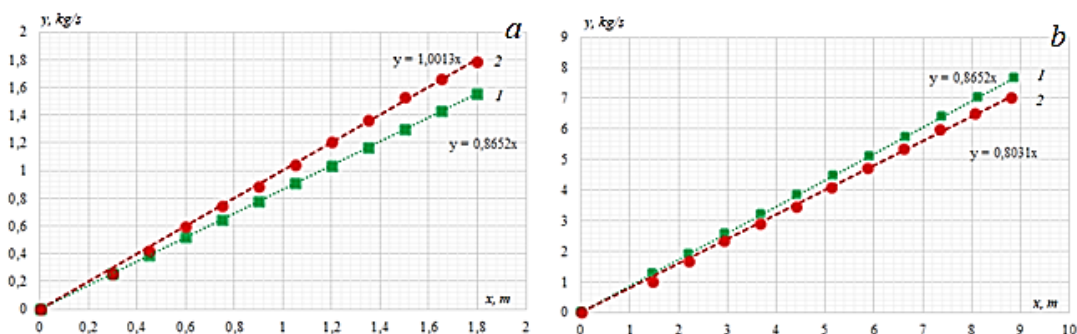 y, kg/s
a
2
1,8
1,6
1,4
1,2
1
0,8
0,6
0,4
0,2
0
y = 1,0013x
2
1
y = 0,8652x
x, m
0 0,2 0,4 0,6 0,8 1 1,2 1,4 1,6 1,8 2
y, kg/s
b
9
8
7
6
5
4
3
2
1
0
y = 0,8652x
1
2
y = 0,8031x
x, m
0 1 2 3 4 5 6 7 8 9 10